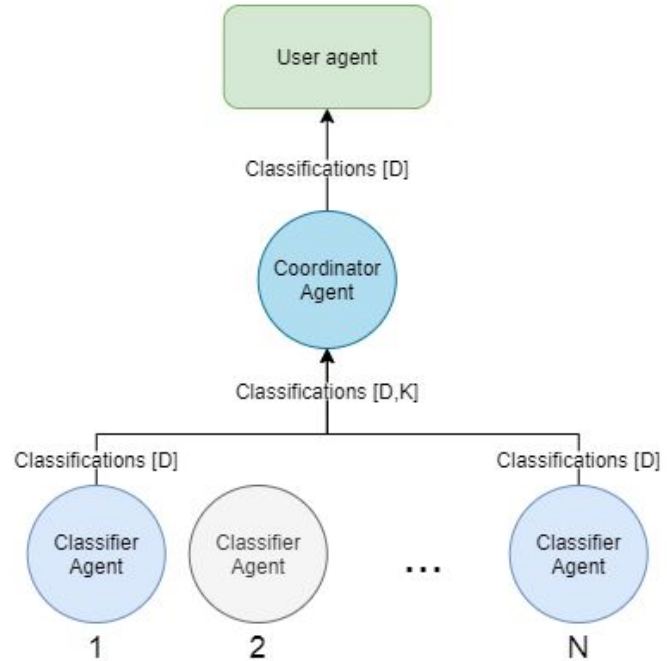 User agent
Classifications [D]
Coordinator
Agent
Classifications [D,K]
Classifications [D]
Classifications [D]
Classifier
Agent
Classifier
Agent
...
Classifier
Agent
1
2
N